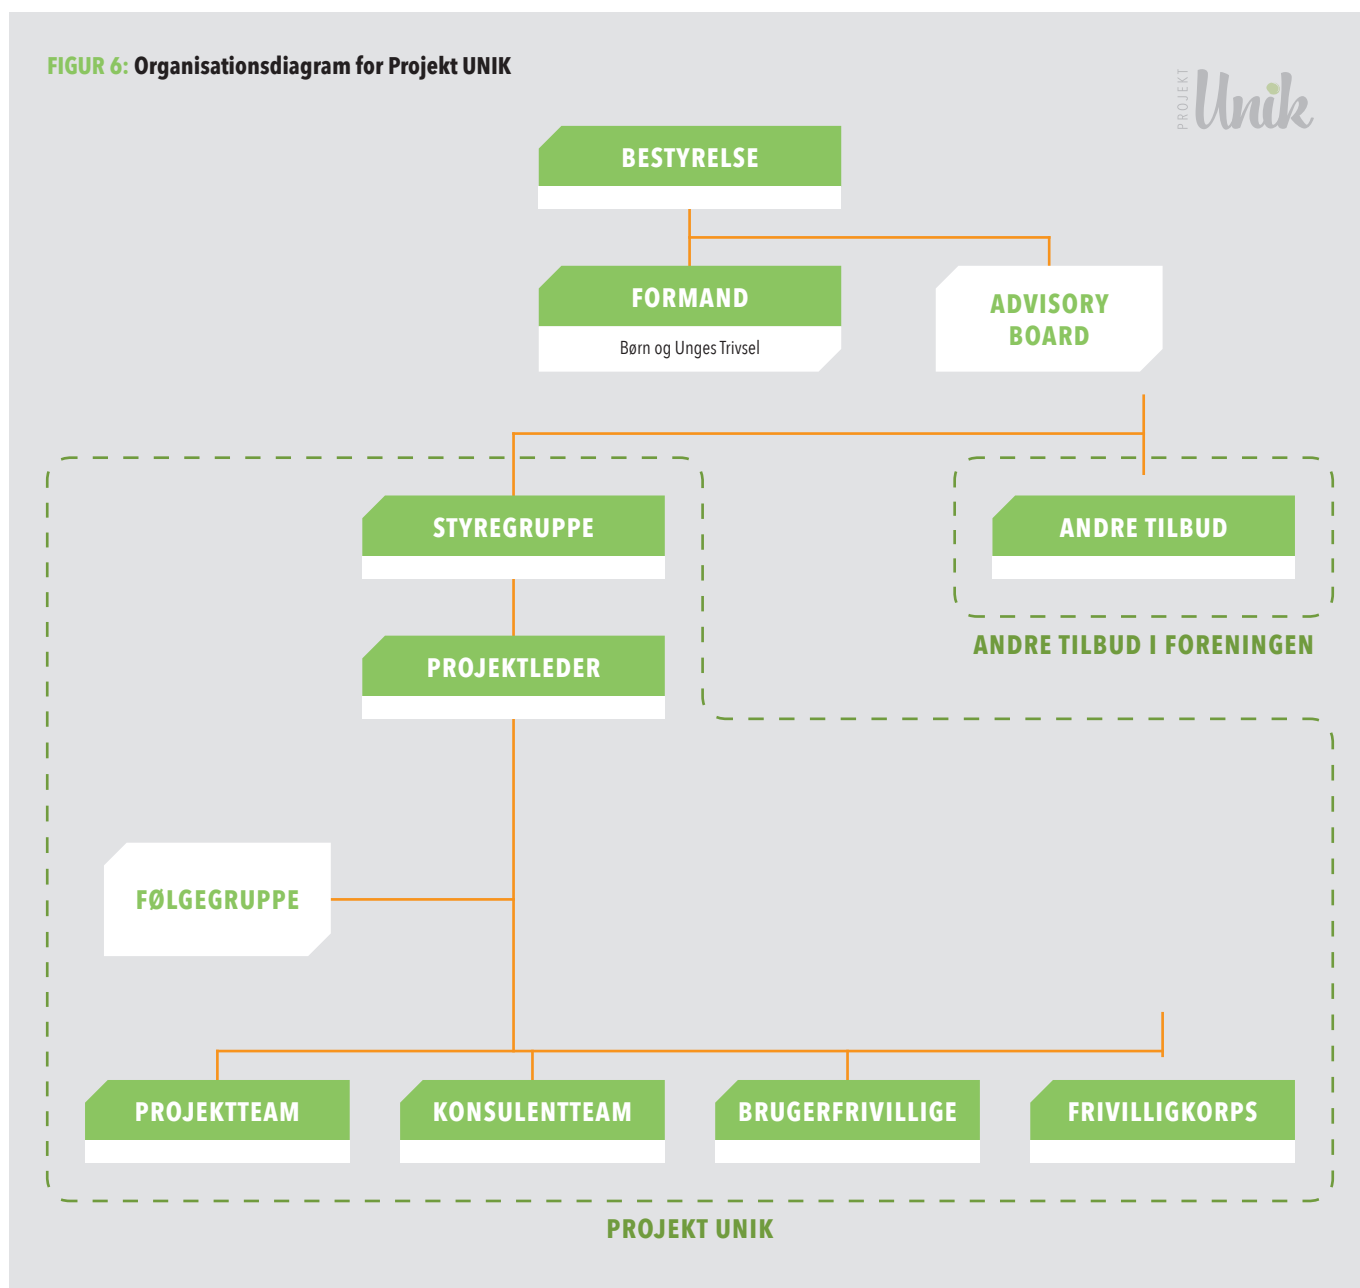 FIGUR 6: Organisationsdiagram for Projekt UNIK
PROJEKT
Unik
BESTYRELSE
FORMAND
Børn og Unges Trivsel
ADVISORY
BOARD
STYREGRUPPE
ANDRE TILBUD
ANDRE TILBUD I FORENINGEN
PROJEKTLEDER
FØLGEGRUPPE
PROJEKTTEAM
KONSULENTTEAM
BRUGERFRIVILLIGE
FRIVILLIGKORPS
PROJEKT UNIK